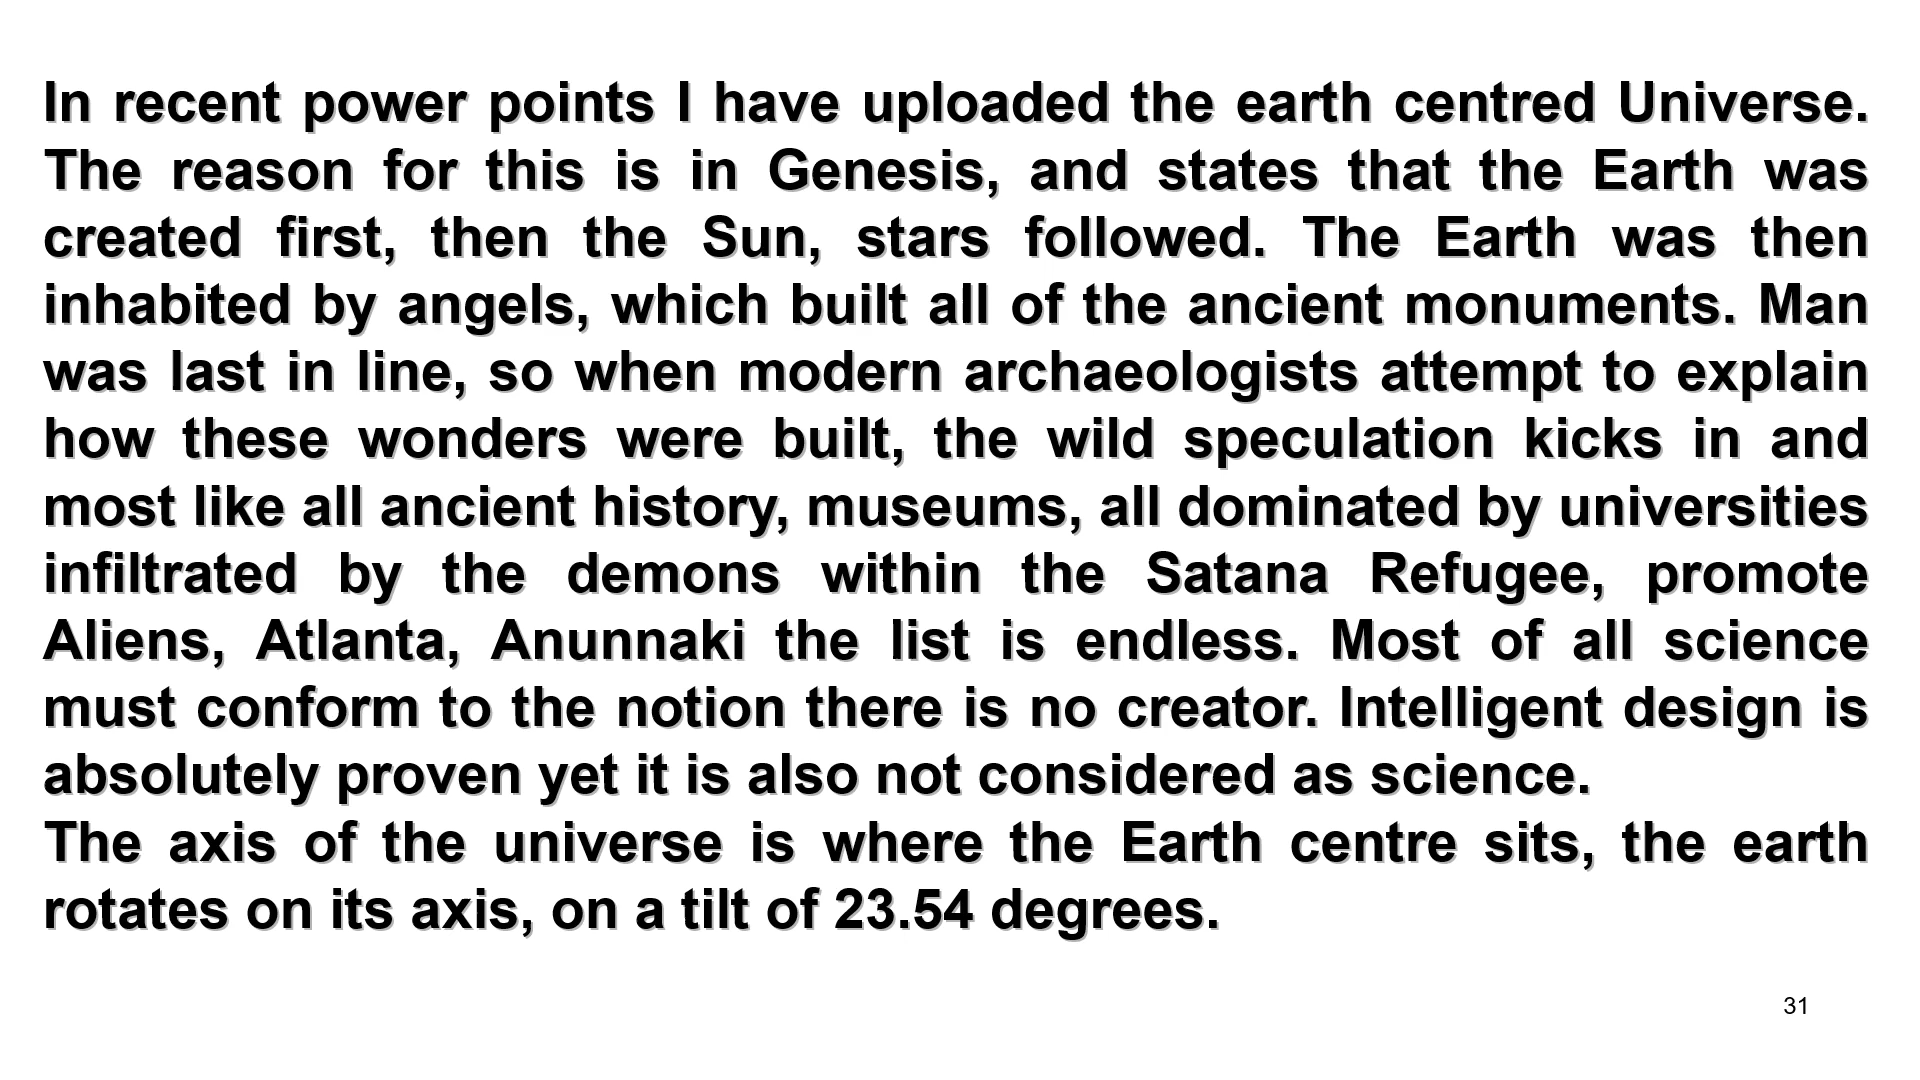 In recent power points I have uploaded the earth centred Universe.
The reason for this is in Genesis, and states that the Earth was
created first, then the Sun, stars followed. The Earth was then
inhabited by angels, which built all of the ancient monuments. Man
was last in line, so when modern archaeologists attempt to explain
how these wonders were built, the wild speculation kicks in and
most like all ancient history, museums, all dominated by universities
infiltrated by the demons within the Satana Refugee, promote
Aliens, Atlanta, Anunnaki the list is endless. Most of all science
must conform to the notion there is no creator. Intelligent design is
absolutely proven yet it is also not considered as science.
The axis of the universe is where the Earth centre sits, the earth
rotates on its axis, on a tilt of 23.54 degrees.
31